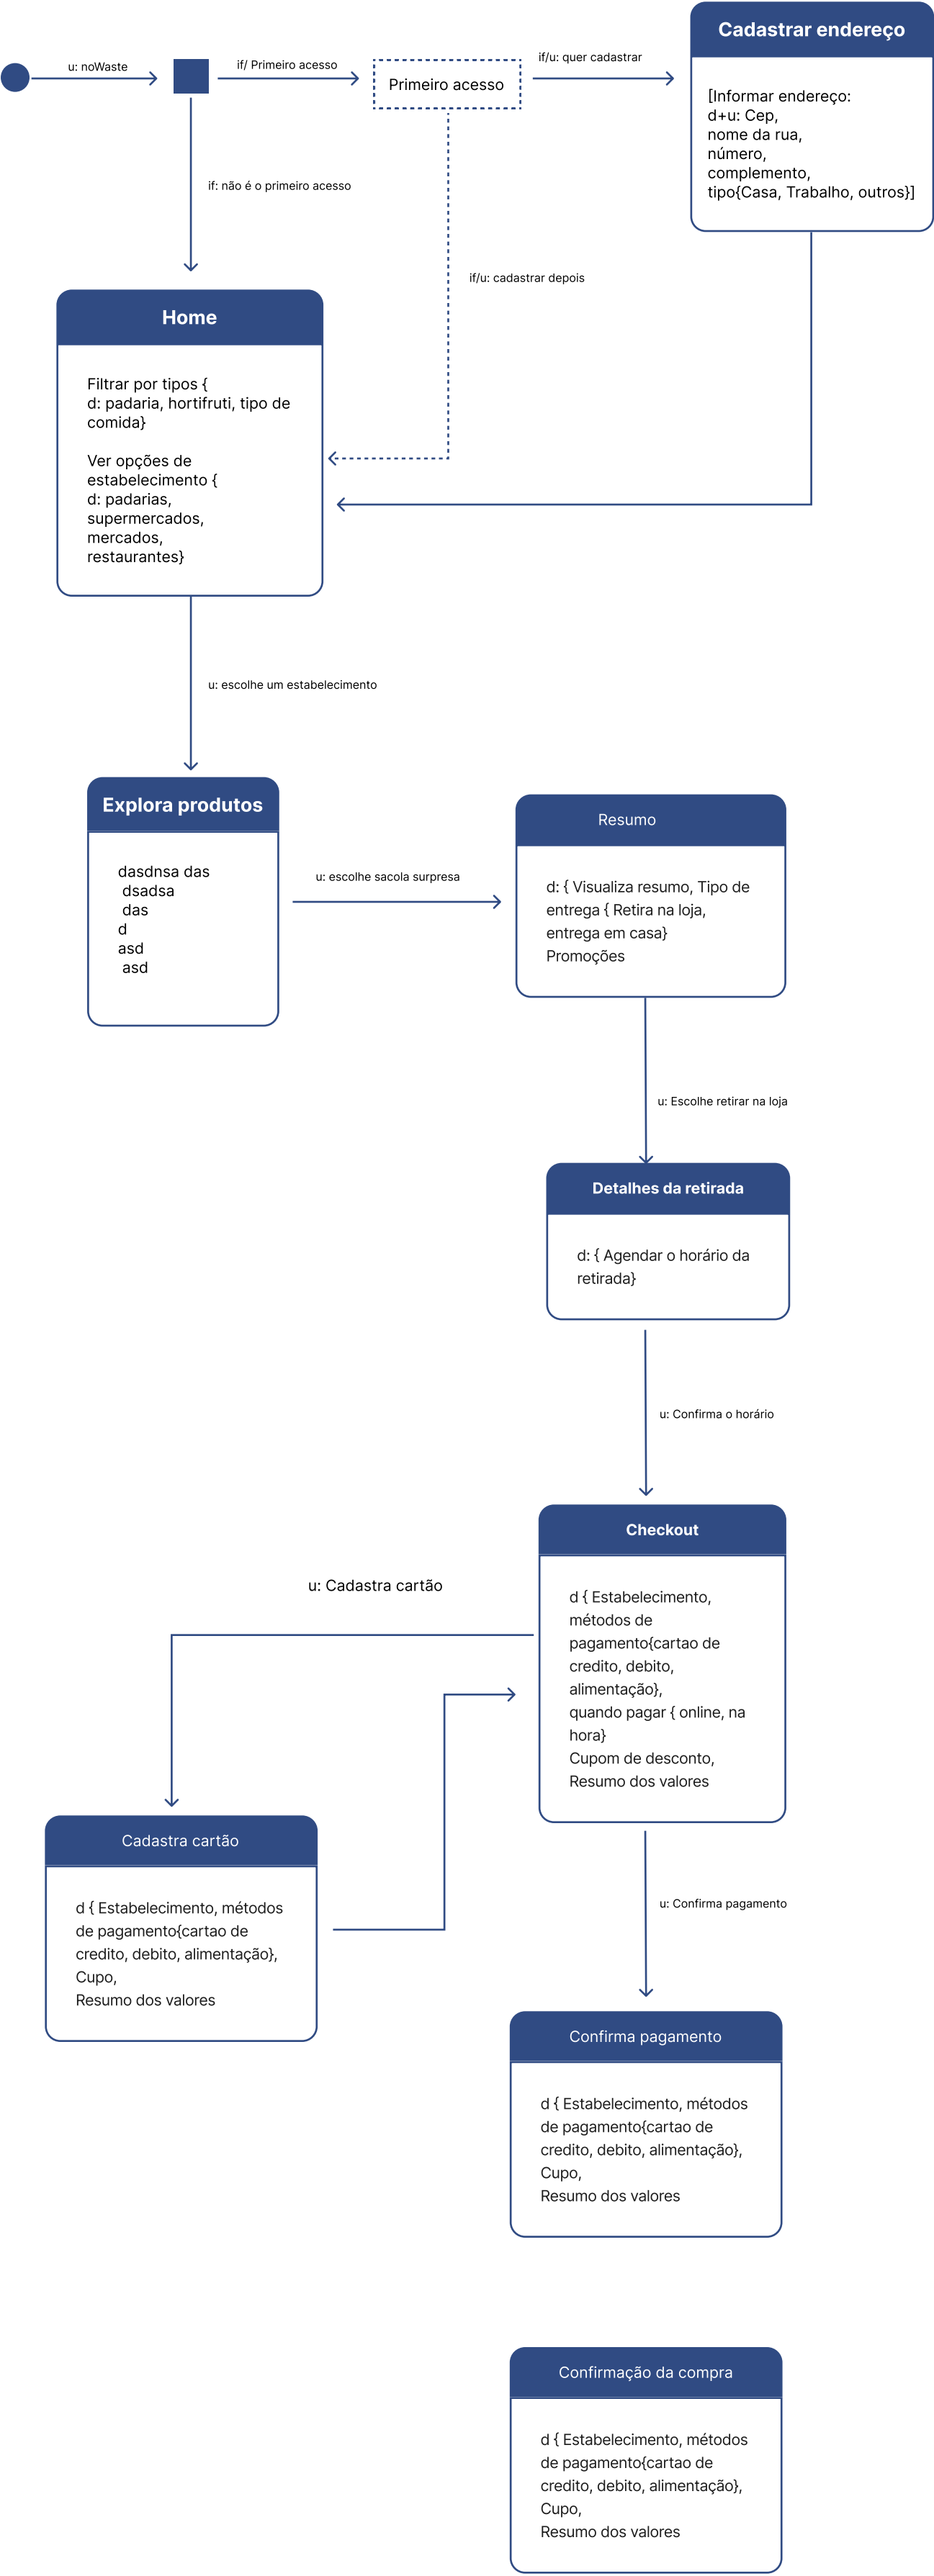 Cadastrar endereço
u: noWaste
if/ Primeiro acesso
Primeiro acesso
if/u: quer cadastrar
[Informar endereço:
d+u: Cep,
nome da rua,
número,
complemento,
tipo{Casa, Trabalho, outros}]
if: não é o primeiro acesso
if/u: cadastrar depois
Home
Filtrar por tipos {
d: padaria, hortifruti, tipo de
comida}
Ver opções de
estabelecimento {
d: padarias,
supermercados,
mercados,
restaurantes}
u: escolhe um estabelecimento
Explora produtos
dasdnsa das
dsadsa
das
d
asd
asd
u: escolhe sacola surpresa
Resumo
d: { Visualiza resumo, Tipo de
entrega { Retira na loja,
entrega em casa}
Promoções
u: Escolhe retirar na loja
Detalhes da retirada
d: { Agendar o horário da
retirada}
u: Confirma o horário
Checkout
d { Estabelecimento,
métodos de
pagamento{cartao de
credito, debito,
alimentação},
quando pagar { online, na
hora}
Cupom de desconto,
Resumo dos valores
u: Cadastra cartão
Cadastra cartão
d { Estabelecimento, métodos
de pagamento{cartao de
credito, debito, alimentação},
Cupo,
Resumo dos valores
u: Confirma pagamento
Confirma pagamento
d { Estabelecimento, métodos
de pagamento{cartao de
credito, debito, alimentação},
Cupo,
Resumo dos valores
Confirmação da compra
d { Estabelecimento, métodos
de pagamento{cartao de
credito, debito, alimentação},
Cupo,
Resumo dos valores